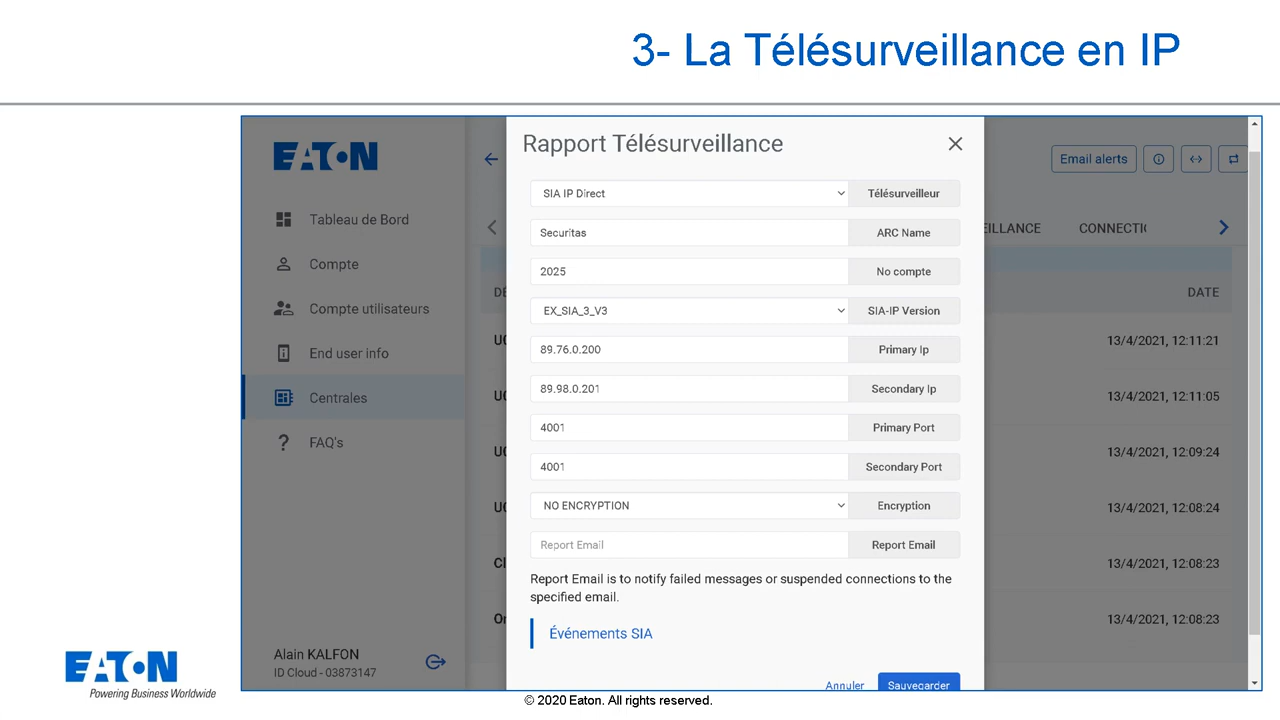 3- La Télésurveillance en IP
EATON
Tableau de Bord
Compte
Compte utilisateurs
End user info
Centrales
? FAQ's
Alain KALFON
ID Cloud - 03873147
Rapport Télésurveillance
SIA IP Direct Télésurveilleur
Securitas ARC Name
2025 No compte
EX_SIA_3_V3 SIA-IP Version
89.76.0.200 Primary Ip
89.98.0.201 Secondary Ip
4001 Primary Port
4001 Secondary Port
NO ENCRYPTION Encryption
Report Email Report Email
Report Email is to notify failed messages or suspended connections to the
specified email.
Événements SIA
Annuler Sauvegarder
Email alerts
EILLANCE CONNECTI
DATE
13/4/2021, 12:11:21
13/4/2021, 12:11:05
13/4/2021, 12:09:24
13/4/2021, 12:08:24
13/4/2021, 12:08:23
13/4/2021, 12:08:23
EATON
Powering Business Worldwide
© 2020 Eaton. All rights reserved.